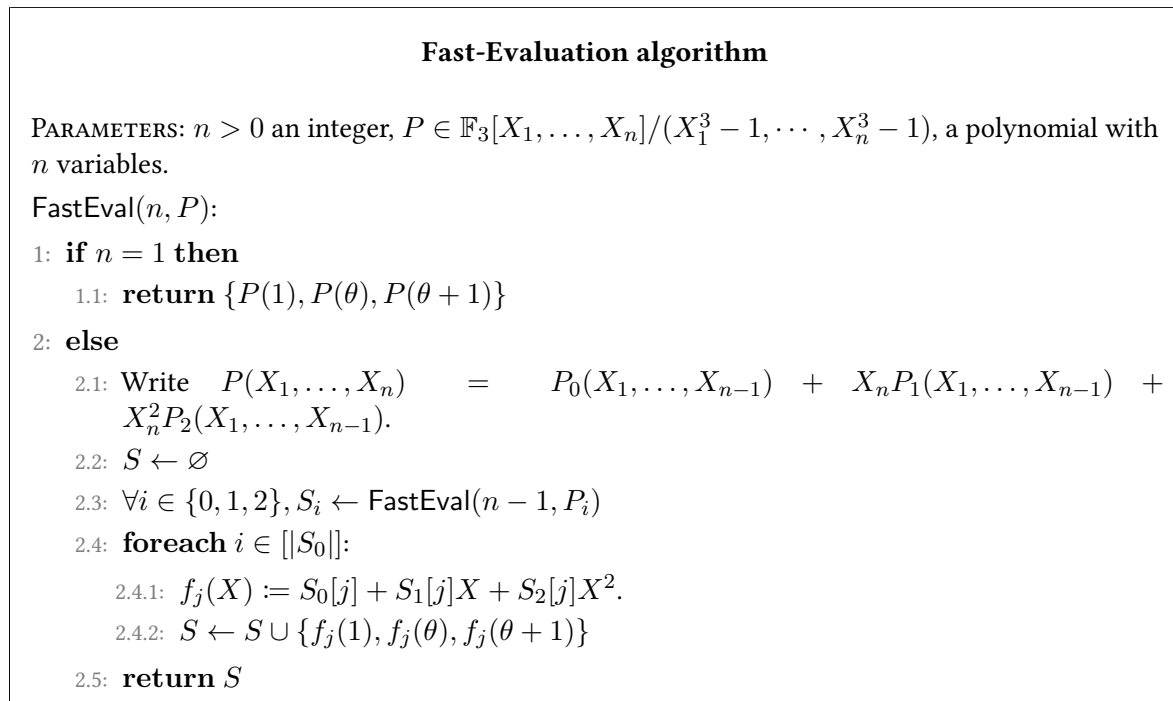 Fast-Evaluation algorithm
PARAMETERS: n > 0 an integer, P ∈ 𝔽₃[X₁, . . . , Xₙ]/(X₁³ − 1, · · · , Xₙ³ − 1), a polynomial with
n variables.
FastEval(n, P):
1: if n = 1 then
1.1: return {P(1), P(θ), P(θ + 1)}
2: else
2.1: Write P(X₁, . . . , Xₙ) = P₀(X₁, . . . , Xₙ₋₁) + XₙP₁(X₁, . . . , Xₙ₋₁) +
Xₙ²P₂(X₁, . . . , Xₙ₋₁).
2.2: S ← ∅
2.3: ∀i ∈ {0, 1, 2}, Sᵢ ← FastEval(n − 1, Pᵢ)
2.4: foreach i ∈ [|S₀|]:
2.4.1: fⱼ(X) := S₀[j] + S₁[j]X + S₂[j]X².
2.4.2: S ← S ∪ {fⱼ(1), fⱼ(θ), fⱼ(θ + 1)}
2.5: return S